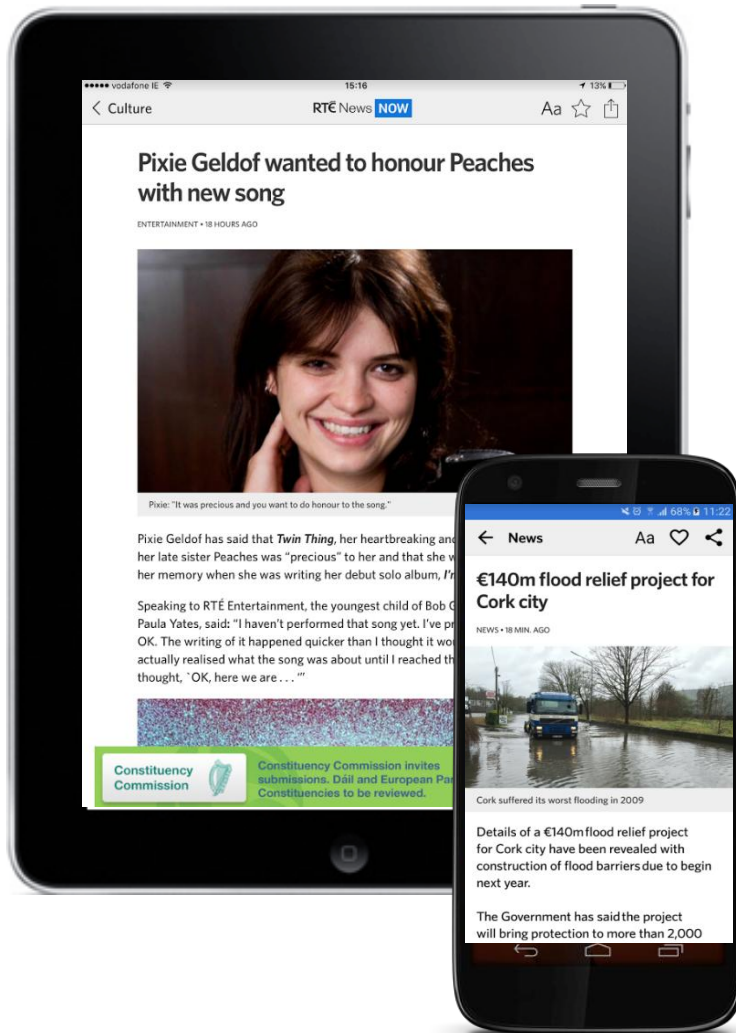 vodafone IE 15:16 13%
Culture RTÉ News NOW Aa
Pixie Geldof wanted to honour Peaches
with new song
ENTERTAINMENT • 18 HOURS AGO
Pixie: "It was precious and you want to do honour to the song."
Pixie Geldof has said that Twin Thing, her heartbreaking and
her late sister Peaches was “precious” to her and that she w
her memory when she was writing her debut solo album, I'm
Speaking to RTÉ Entertainment, the youngest child of Bob G
Paula Yates, said: “I haven't performed that song yet. I've pr
OK. The writing of it happened quicker than I thought it wou
actually realised what the song was about until I reached th
thought, `OK, here we are . . . '”
Constituency
Commission
Constituency Commission invites
submissions. Dáil and European Par
Constituencies to be reviewed.
68% 11:22
News Aa
€140m flood relief project for
Cork city
NEWS • 18 MIN. AGO
Cork suffered its worst flooding in 2009
Details of a €140m flood relief project
for Cork city have been revealed with
construction of flood barriers due to begin
next year.
The Government has said the project
will bring protection to more than 2,000